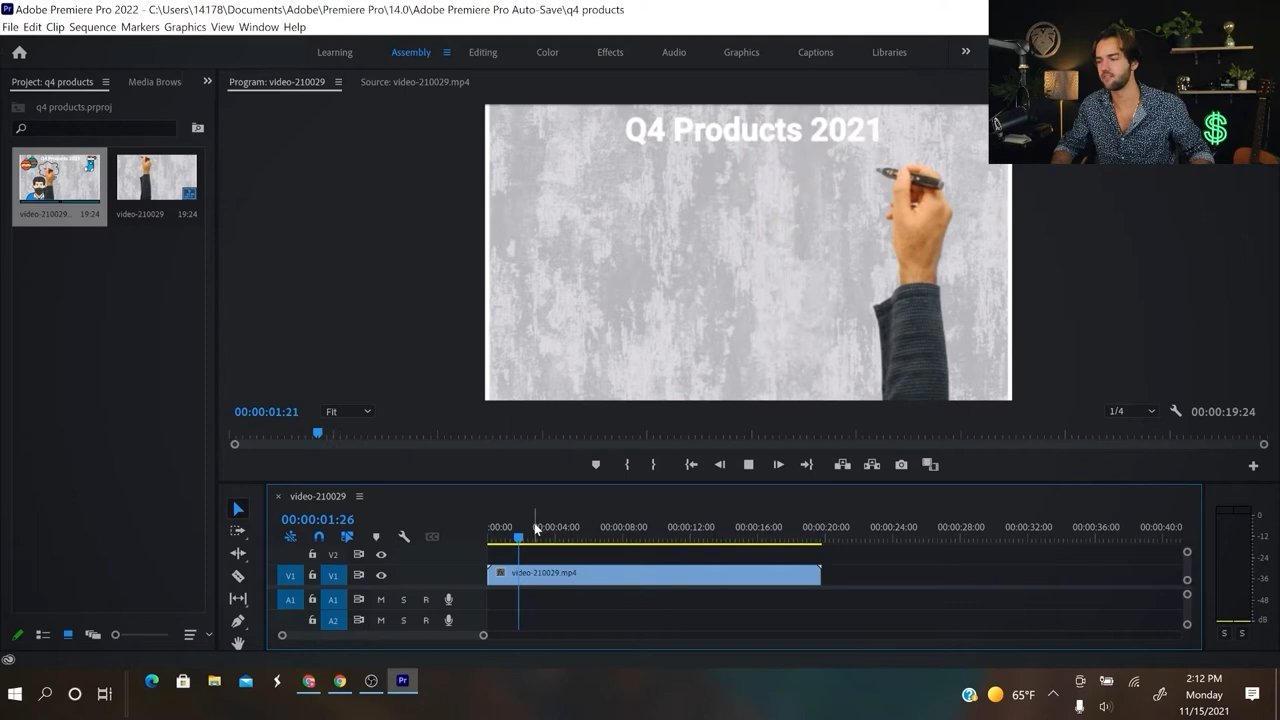 Adobe Premiere Pro 2022 - C:\Users\14178\Documents\Adobe\Premiere Pro\14.0\Adobe Premiere Pro Auto-Save\q4 products
File Edit Clip Sequence Markers Graphics View Window Help
Learning Assembly Editing Color Effects Audio Graphics Captions Libraries
Project: q4 products Media Brows Program: video-210029 Source: video-210029.mp4
q4 products.prproj
Q4 Products 2021
video-210029... 19:24 video-210029 19:24
00:00:01:21 Fit 1/4 00:00:19:24
video-210029
00:00:01:26 :00:00 00:00:04:00 00:00:08:00 00:00:12:00 00:00:16:00 00:00:20:00 00:00:24:00 00:00:28:00 00:00:32:00 00:00:36:00 00:00:40:0
V2
V1 V1 video-210029.mp4
A1 A1 M S R
A2 M S R
0
-12
-24
-36
-48
dB
S S
Pr
65°F
2:12 PM
Monday
11/15/2021